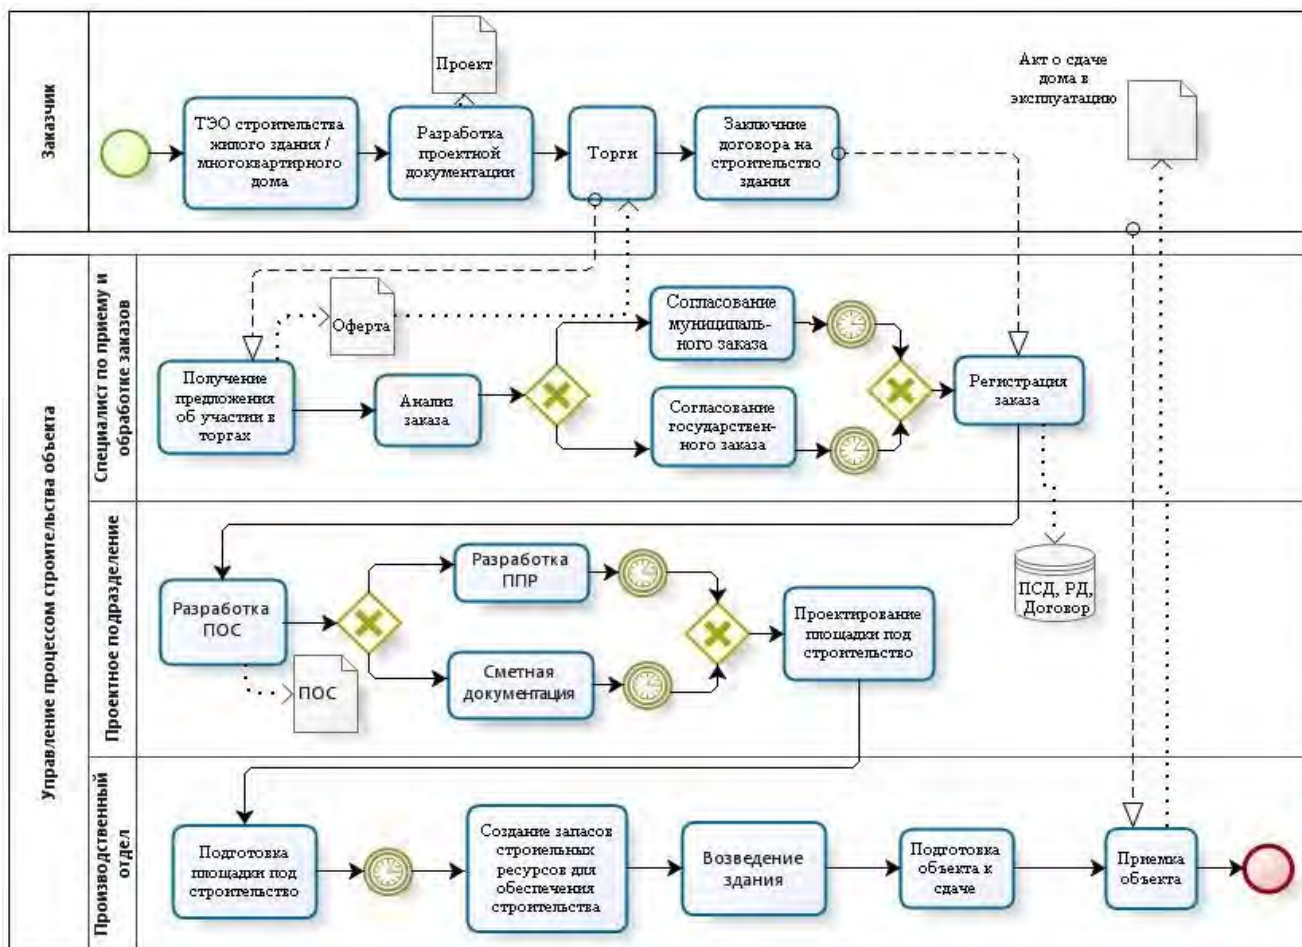 Заказчик
ТЭО строительства
жилого здания /
многоквартирного
дома
Проект
Разработка
проектной
документации
Торги
Заключние
договора на
строительство
здания
Акт о сдаче
дома в
эксплуатацию
Управление процессом строительства объекта
Специалист по приему и
обработке заказов
Получение
предложения
об участии в
торгах
Оферта
Анализ
заказа
Согласование
муниципаль-
ного заказа
Согласование
государствен-
ного заказа
Регистрация
заказа
Проектное подразделение
Разработка
ПОС
ПОС
Разработка
ППР
Сметная
документация
Проектирование
площадки под
строительство
ПСД, РД,
Договор
Производственный
отдел
Подготовка
площадки под
строительство
Создание запасов
строительных
ресурсов для
обеспечения
строительства
Возведение
здания
Подготовка
объекта к
сдаче
Приемка
объекта